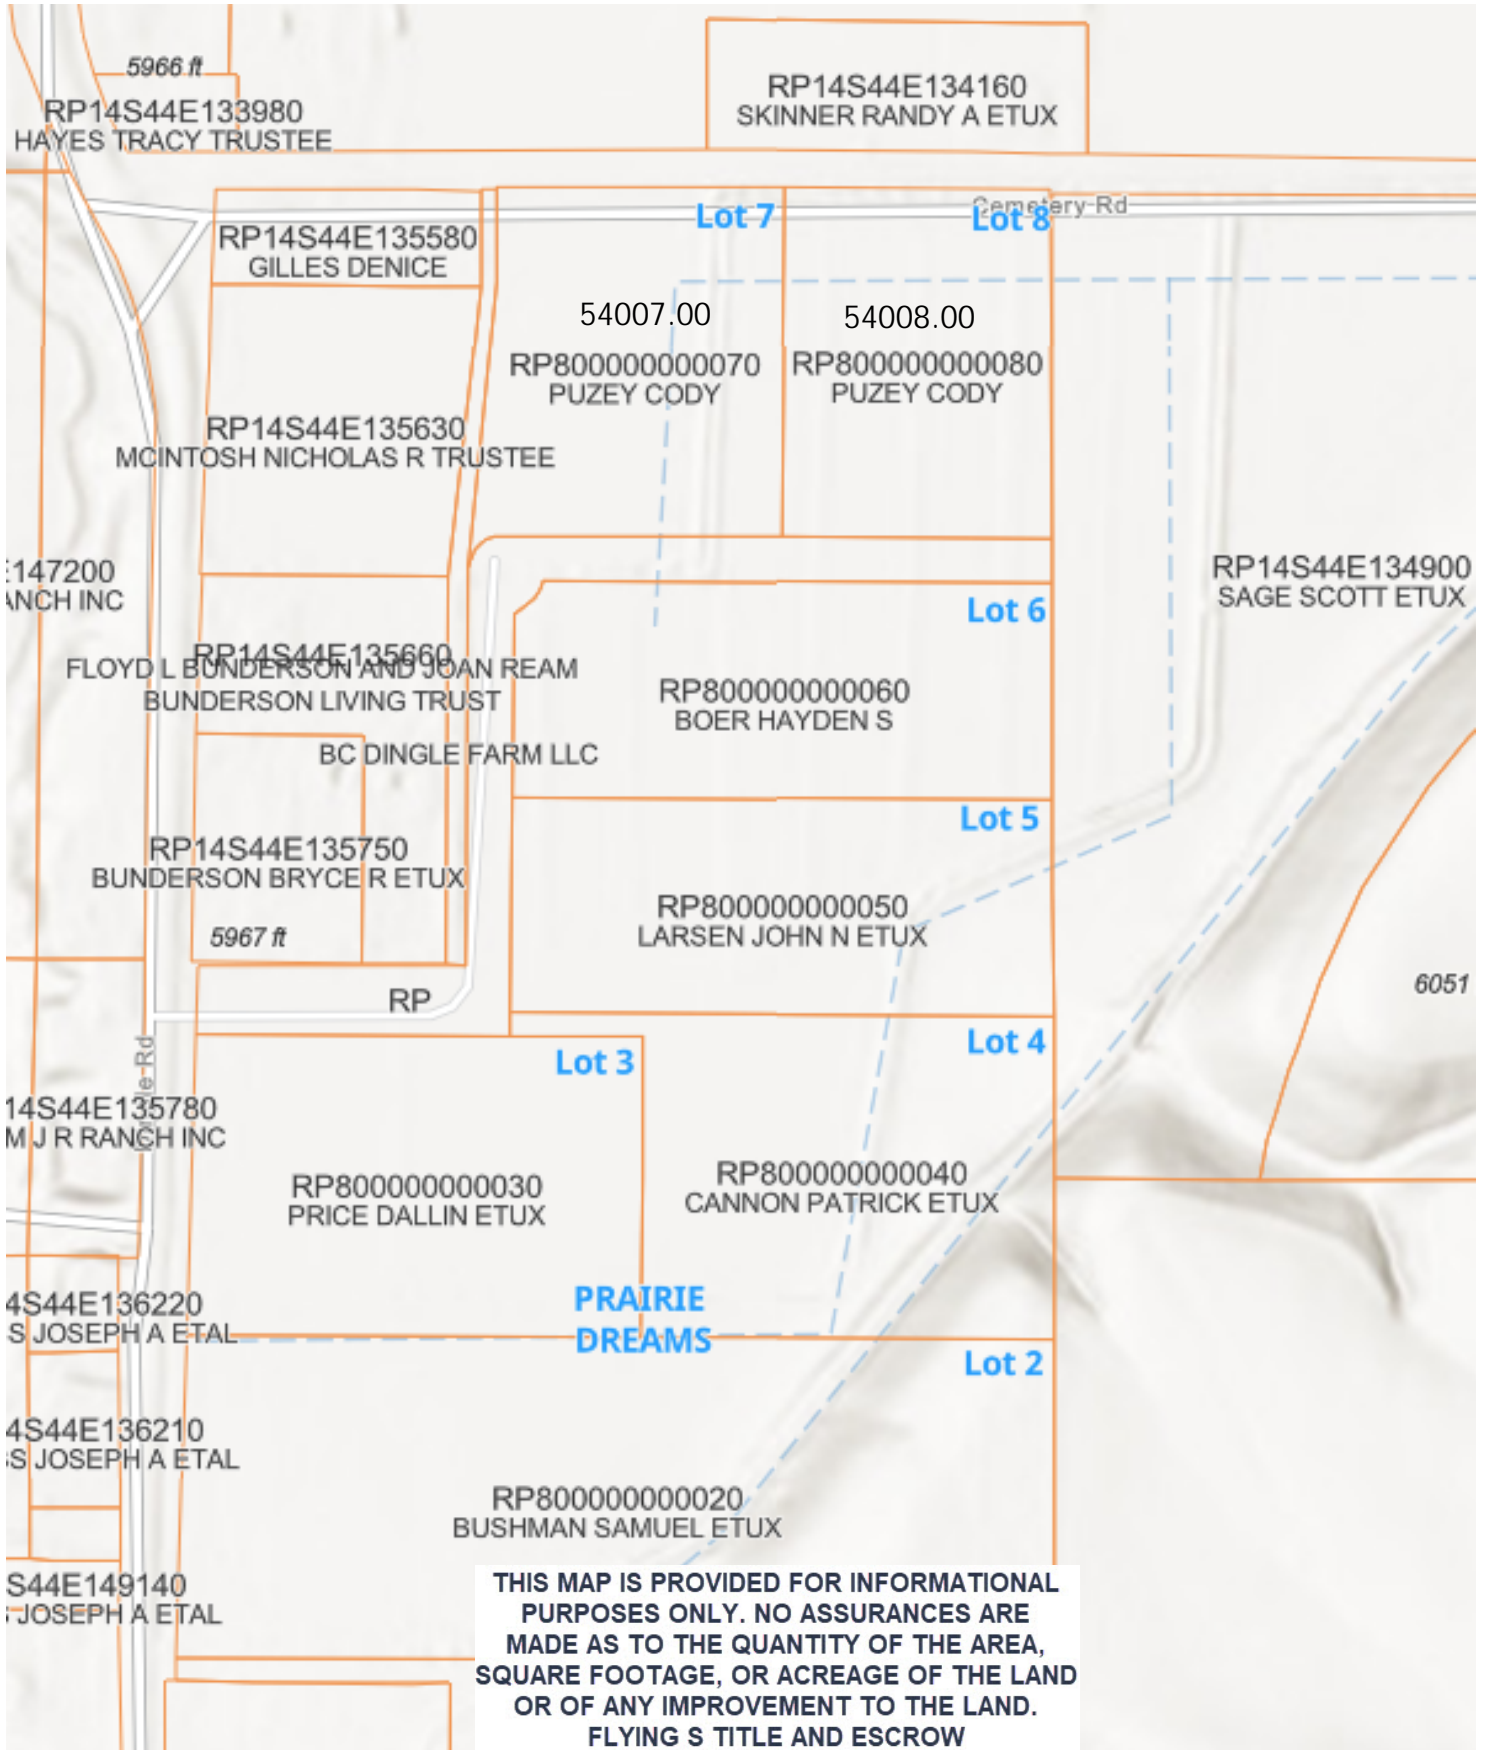 5966 ft
RP14S44E133980
HAYES TRACY TRUSTEE
RP14S44E134160
SKINNER RANDY A ETUX
Cemetery Rd
Lot 7
Lot 8
RP14S44E135580
GILLES DENICE
54007.00
54008.00
RP800000000070
PUZEY CODY
RP800000000080
PUZEY CODY
RP14S44E135630
MCINTOSH NICHOLAS R TRUSTEE
147200
ANCH INC
RP14S44E134900
SAGE SCOTT ETUX
Lot 6
RP14S44E135660
FLOYD L BUNDERSON AND JOAN REAM
BUNDERSON LIVING TRUST
RP800000000060
BOER HAYDEN S
BC DINGLE FARM LLC
Lot 5
RP14S44E135750
BUNDERSON BRYCE R ETUX
RP800000000050
LARSEN JOHN N ETUX
5967 ft
6051
RP
Lot 4
Lot 3
le Rd
14S44E135780
M J R RANCH INC
RP800000000030
PRICE DALLIN ETUX
RP800000000040
CANNON PATRICK ETUX
4S44E136220
S JOSEPH A ETAL
PRAIRIE
DREAMS
Lot 2
4S44E136210
S JOSEPH A ETAL
RP800000000020
BUSHMAN SAMUEL ETUX
S44E149140
JOSEPH A ETAL
THIS MAP IS PROVIDED FOR INFORMATIONAL
PURPOSES ONLY. NO ASSURANCES ARE
MADE AS TO THE QUANTITY OF THE AREA,
SQUARE FOOTAGE, OR ACREAGE OF THE LAND
OR OF ANY IMPROVEMENT TO THE LAND.
FLYING S TITLE AND ESCROW